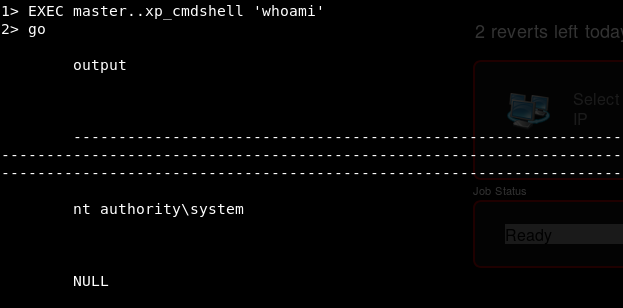 1> EXEC master..xp_cmdshell 'whoami'
2> go
2 reverts left today
output
Select
IP
--------------------------------------------------------------
----------------------------------------------------------------------
----------------------------------------------------------------------
Job Status
nt authority\system
Ready
NULL